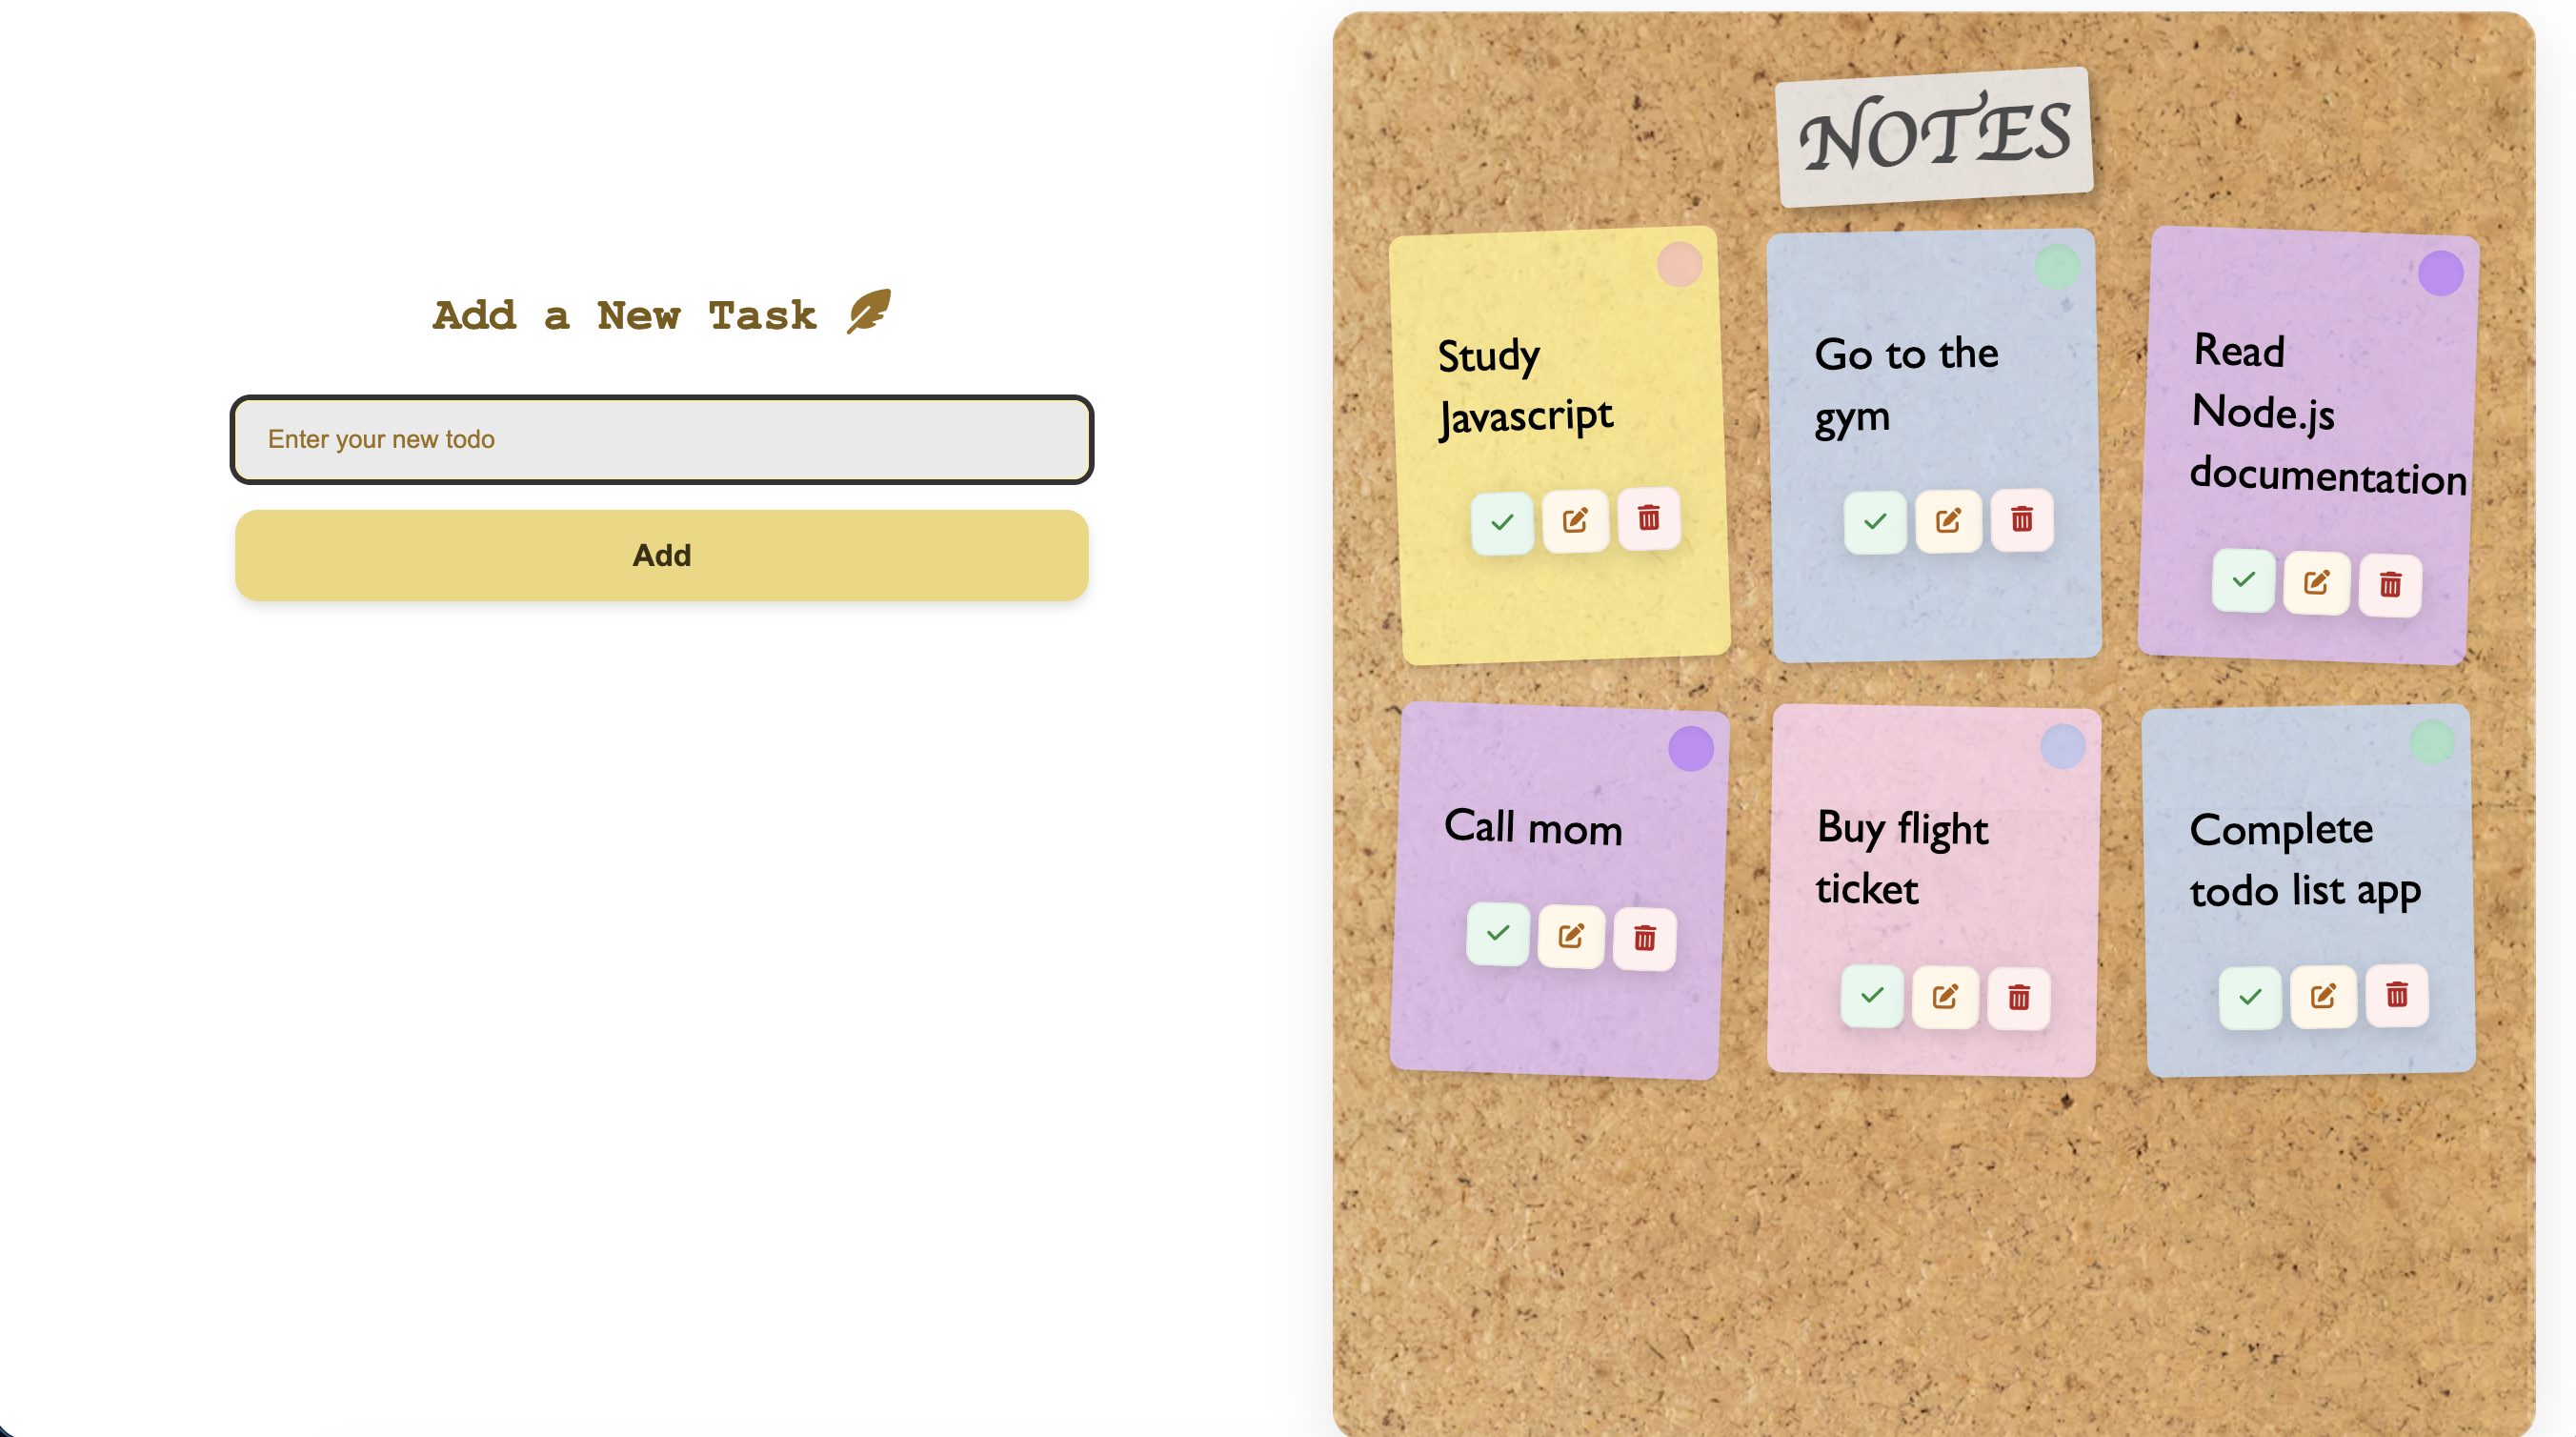 Add a New Task
Enter your new todo
Add
NOTES
Study
Javascript
Go to the
gym
Read
Node.js
documentation
Call mom
Buy flight
ticket
Complete
todo list app